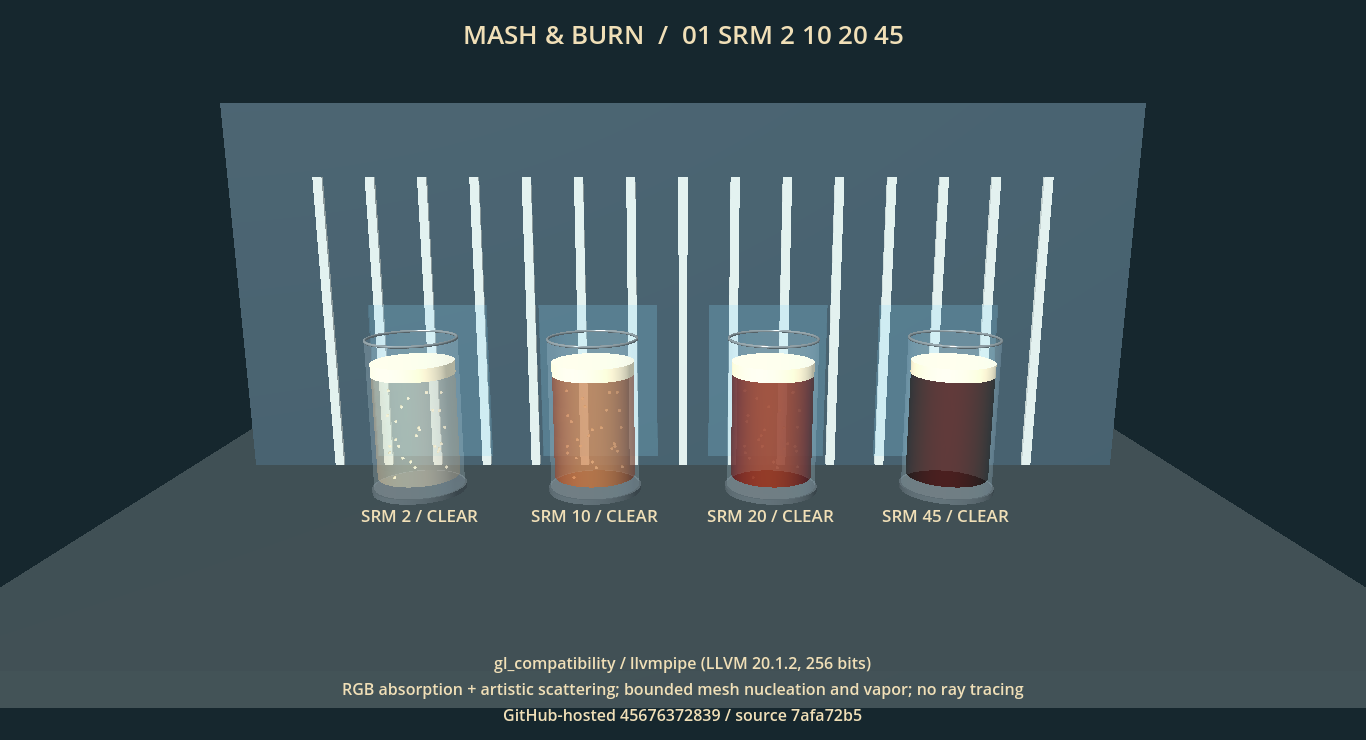 MASH & BURN / 01 SRM 2 10 20 45
SRM 2 / CLEAR
SRM 10 / CLEAR
SRM 20 / CLEAR
SRM 45 / CLEAR
gl_compatibility / llvmpipe (LLVM 20.1.2, 256 bits)
RGB absorption + artistic scattering; bounded mesh nucleation and vapor; no ray tracing
GitHub-hosted 45676372839 / source 7afa72b5